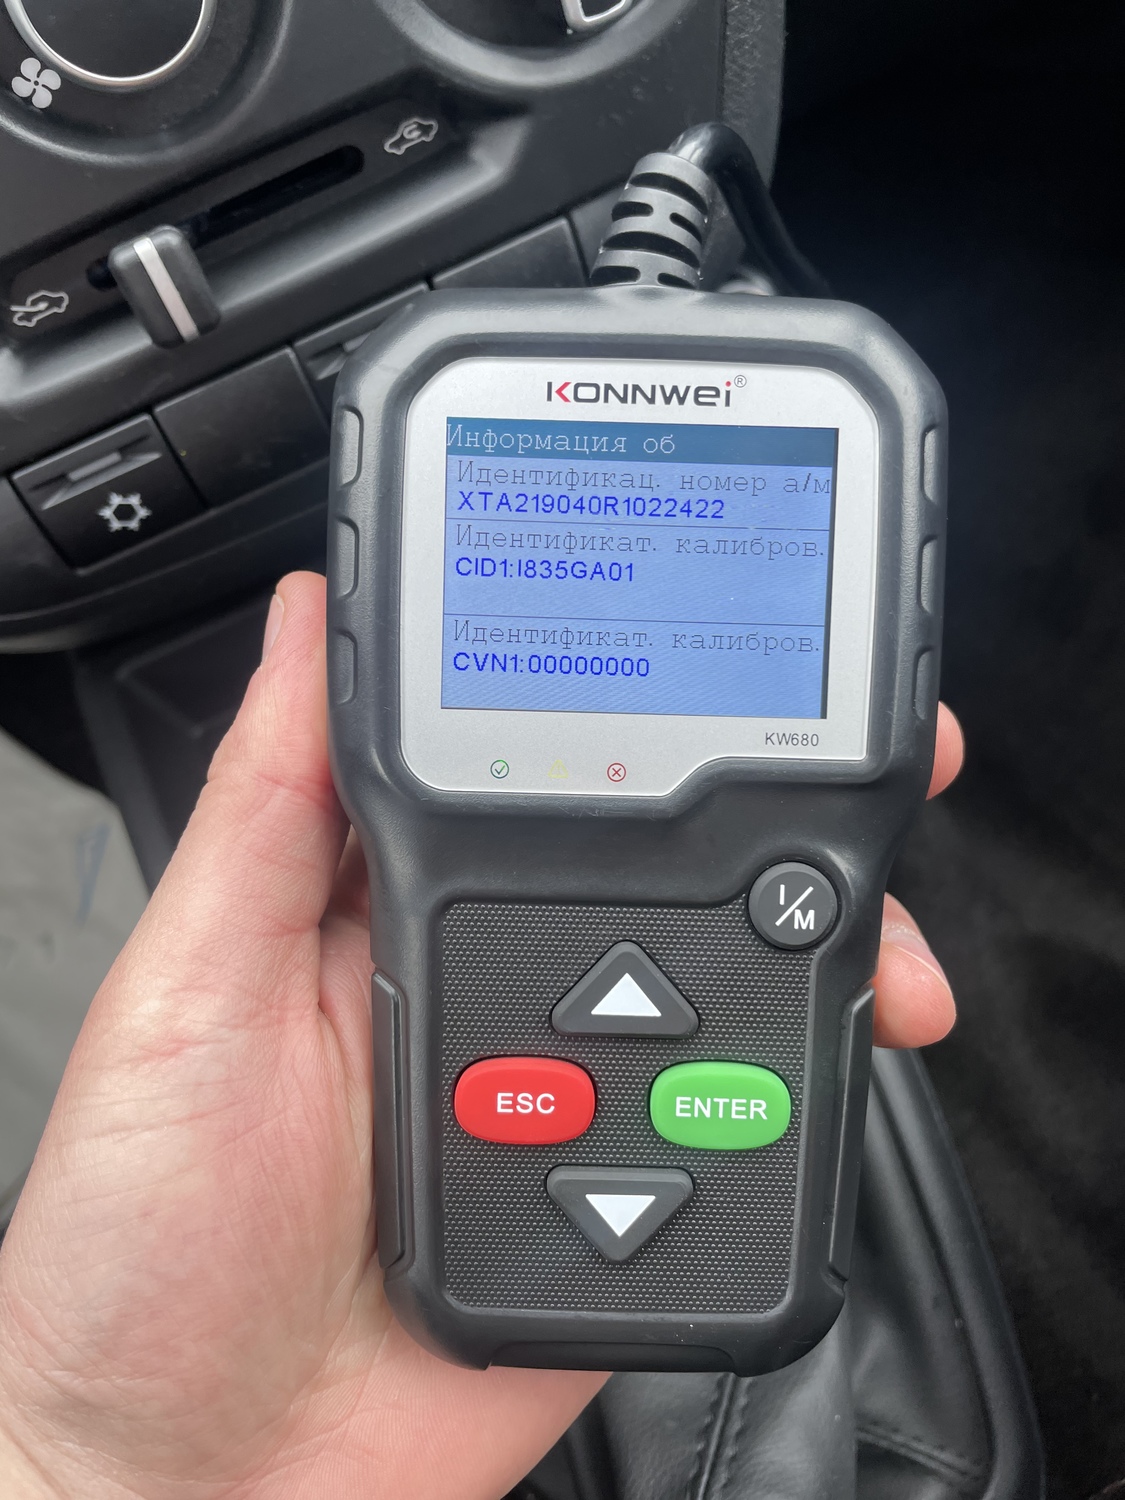 KONNWEI®
Информация об
Идентификац. номер а/м
XTA219040R1022422
Идентификат. калибров.
CID1:I835GA01
Идентификат. калибров.
CVN1:00000000
KW680
I/M
ESC
ENTER